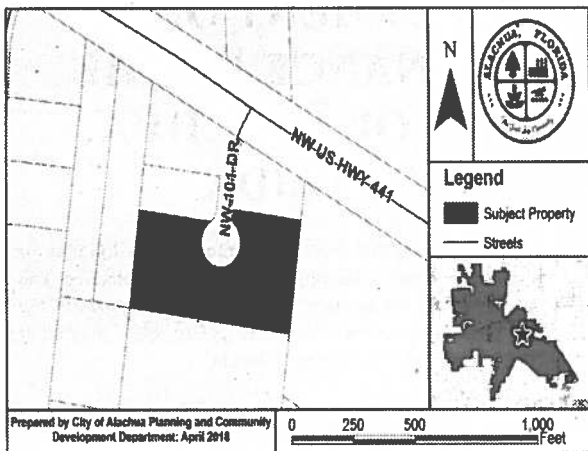 NW-US-HWY-441
NW-101-DR
N
ALACHUA, FLORIDA
Legend
Subject Property
Streets
Prepared by City of Alachua Planning and Community
Development Department: April 2018
0 250 500 1,000
Feet